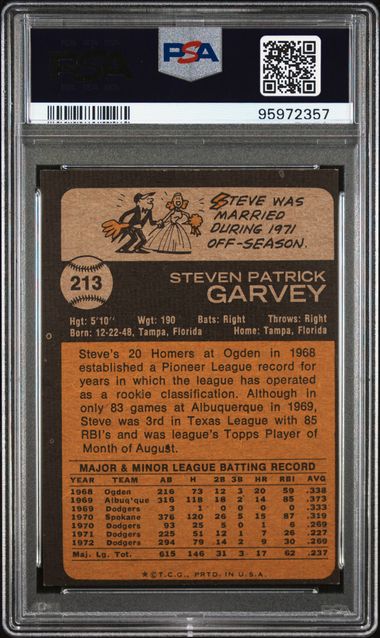 PSA
PSA
95972357
STEVE WAS
MARRIED
DURING 1971
OFF-SEASON.
213
STEVEN PATRICK
GARVEY
Hgt: 5'10" Wgt: 190 Bats: Right Throws: Right
Born: 12-22-48, Tampa, Florida Home: Tampa, Florida
Steve's 20 Homers at Ogden in 1968
established a Pioneer League record for
years in which the league has operated
as a rookie classification. Although in
only 83 games at Albuquerque in 1969,
Steve was 3rd in Texas League with 85
RBI's and was league's Topps Player of
Month of August.
MAJOR & MINOR LEAGUE BATTING RECORD
YEAR TEAM AB H 2B 3B HR RBI AVG.
1968 Ogden 216 73 12 3 20 59 .338
1969 Albuq'que 316 118 18 2 14 85 .373
1969 Dodgers 3 1 0 0 0 0 .333
1970 Spokane 376 120 26 5 15 87 .319
1970 Dodgers 93 25 5 0 1 6 .269
1971 Dodgers 225 51 12 1 7 26 .227
1972 Dodgers 294 79 14 2 9 30 .269
Maj. Lg. Tot. 615 146 31 3 17 62 .237
★©T.C.G., PRTD. IN U.S.A.